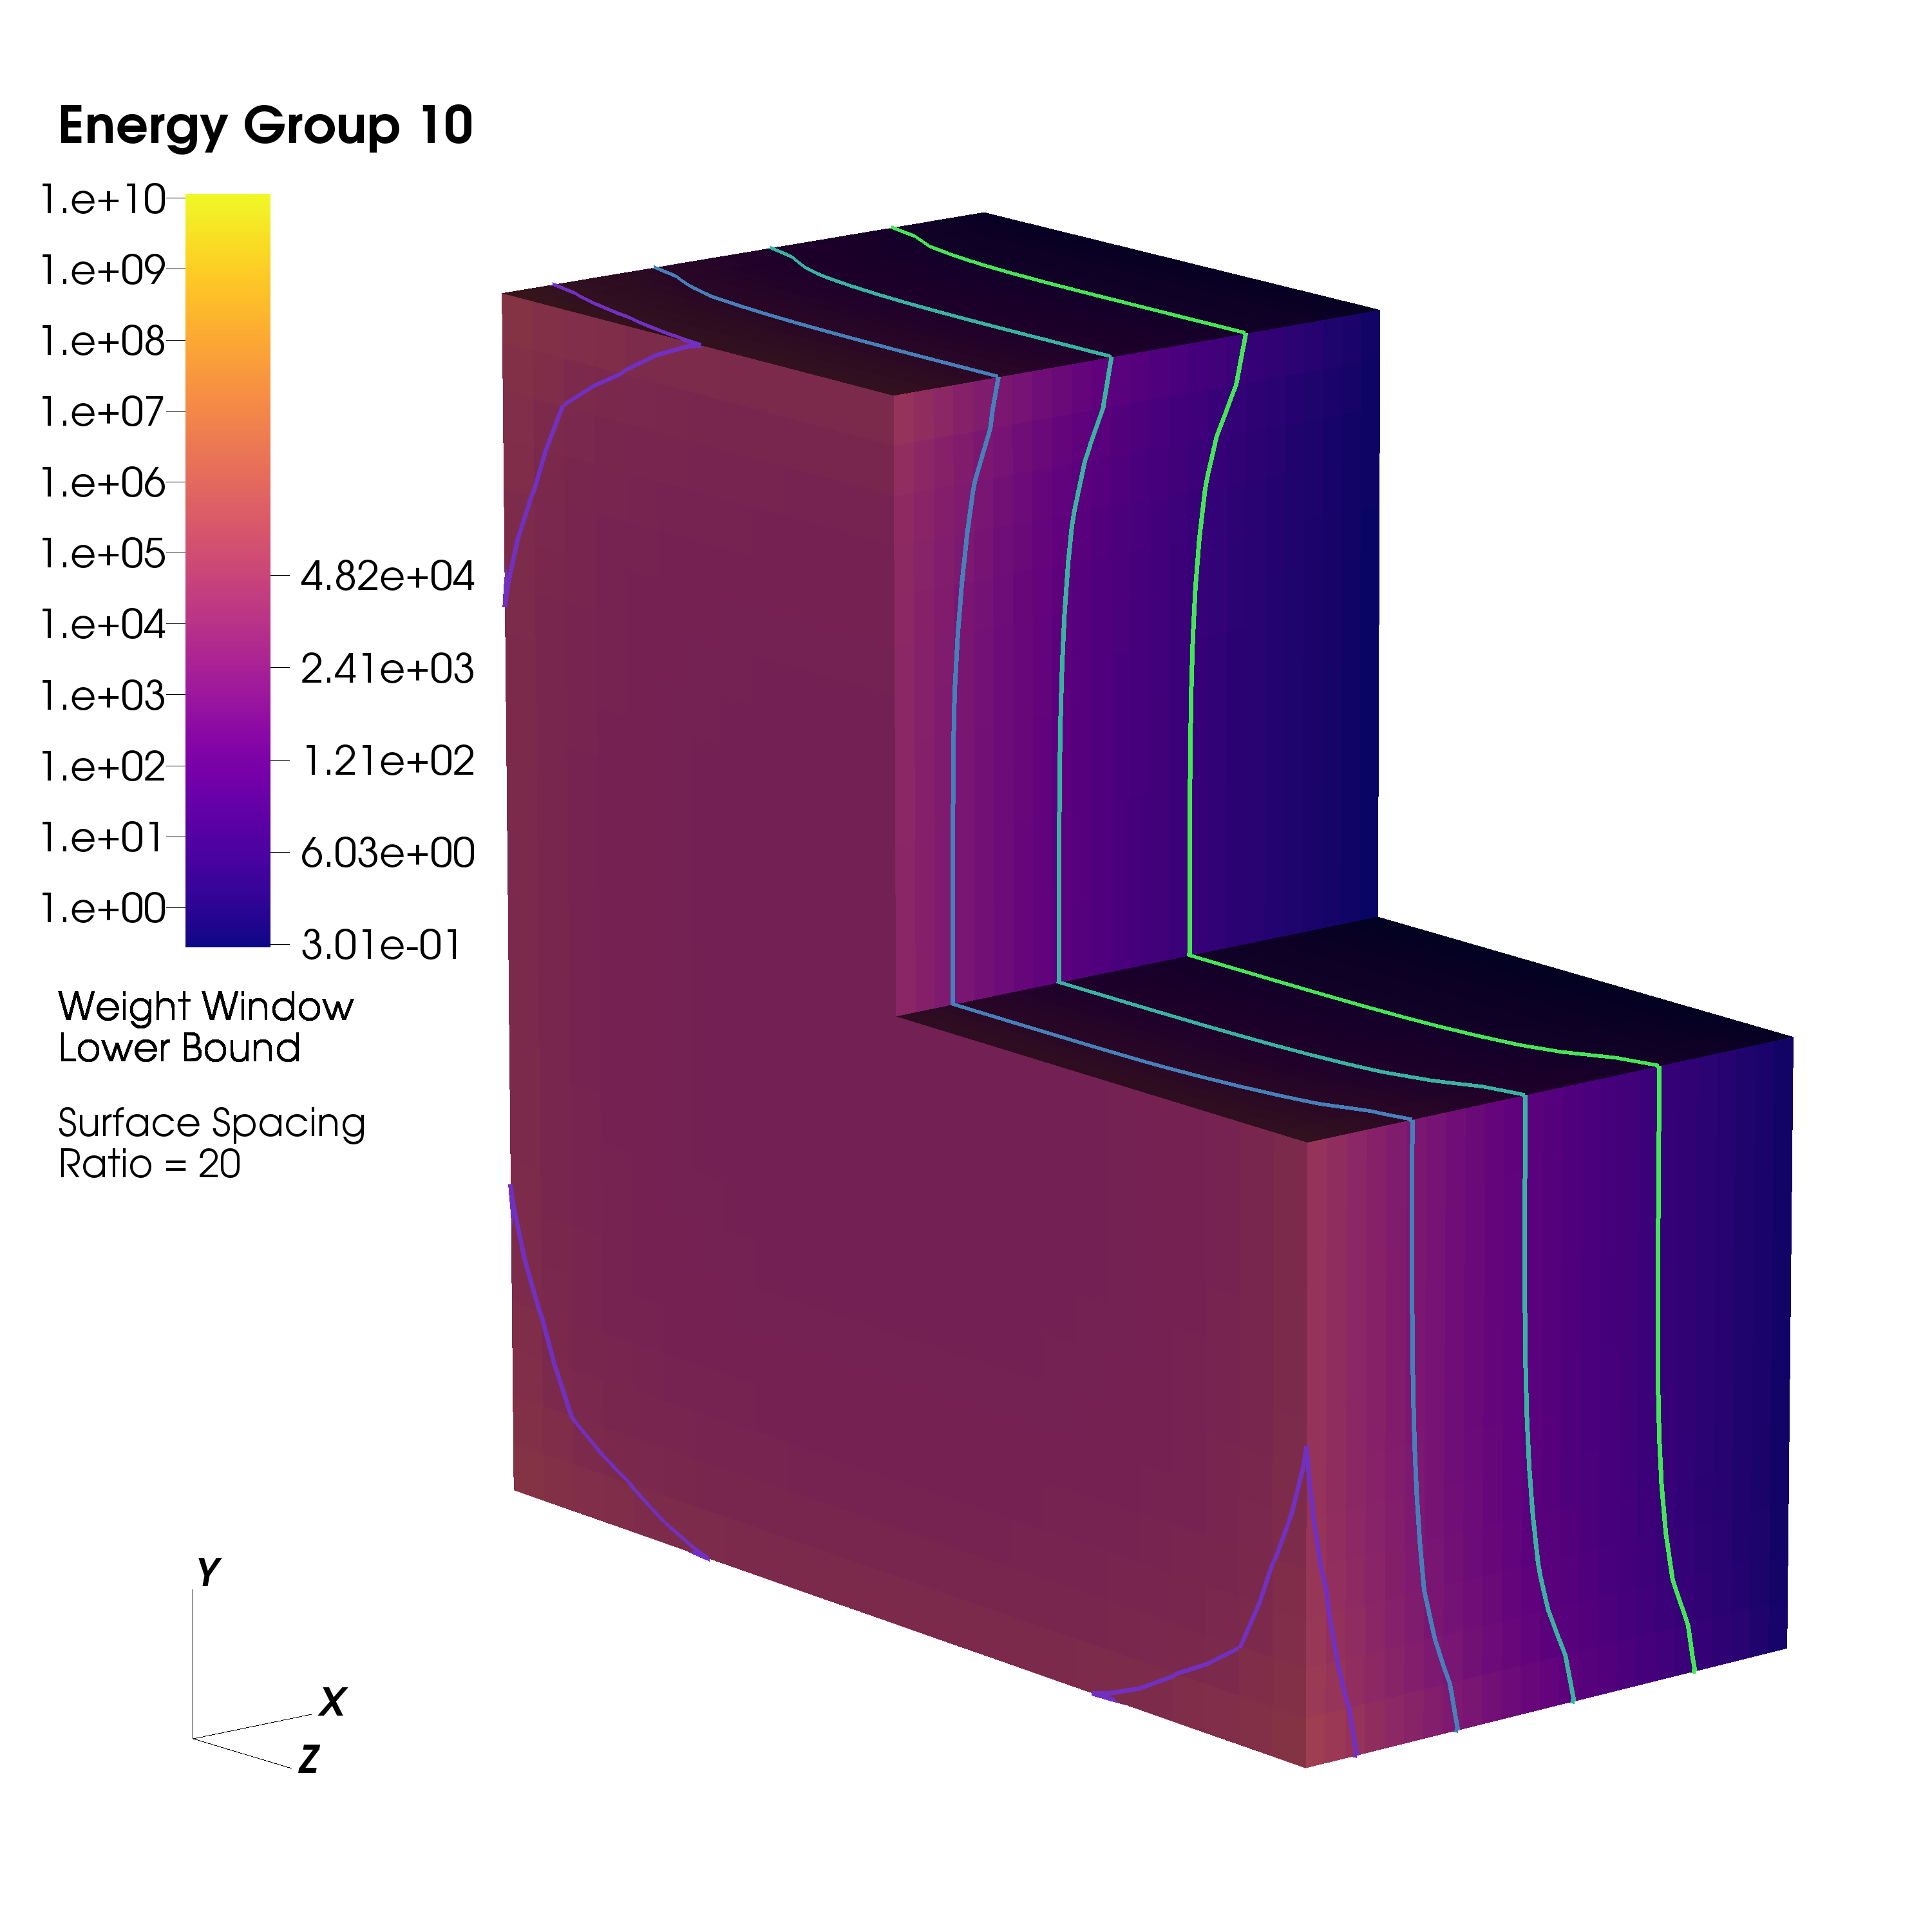 Energy Group 10
1.e+10
1.e+09
1.e+08
1.e+07
1.e+06
1.e+05
4.82e+04
1.e+04
2.41e+03
1.e+03
1.21e+02
1.e+02
1.e+01
6.03e+00
1.e+00
3.01e-01
Weight Window
Lower Bound
Surface Spacing
Ratio = 20
Y
X
Z